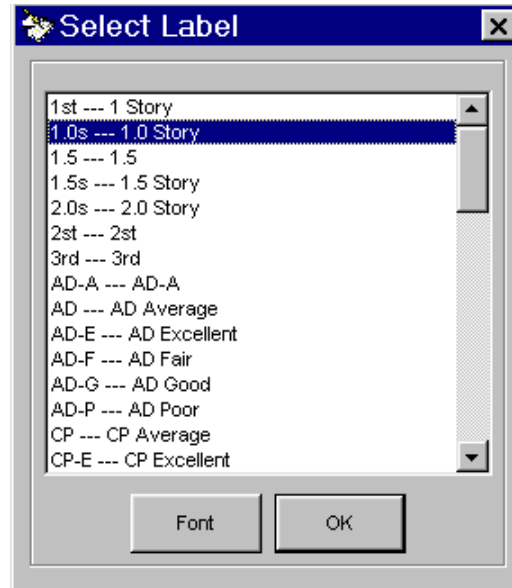 Select Label
1st --- 1 Story
1.0s --- 1.0 Story
1.5 --- 1.5
1.5s --- 1.5 Story
2.0s --- 2.0 Story
2st --- 2st
3rd --- 3rd
AD-A --- AD-A
AD --- AD Average
AD-E --- AD Excellent
AD-F --- AD Fair
AD-G --- AD Good
AD-P --- AD Poor
CP --- CP Average
CP-E --- CP Excellent
Font OK